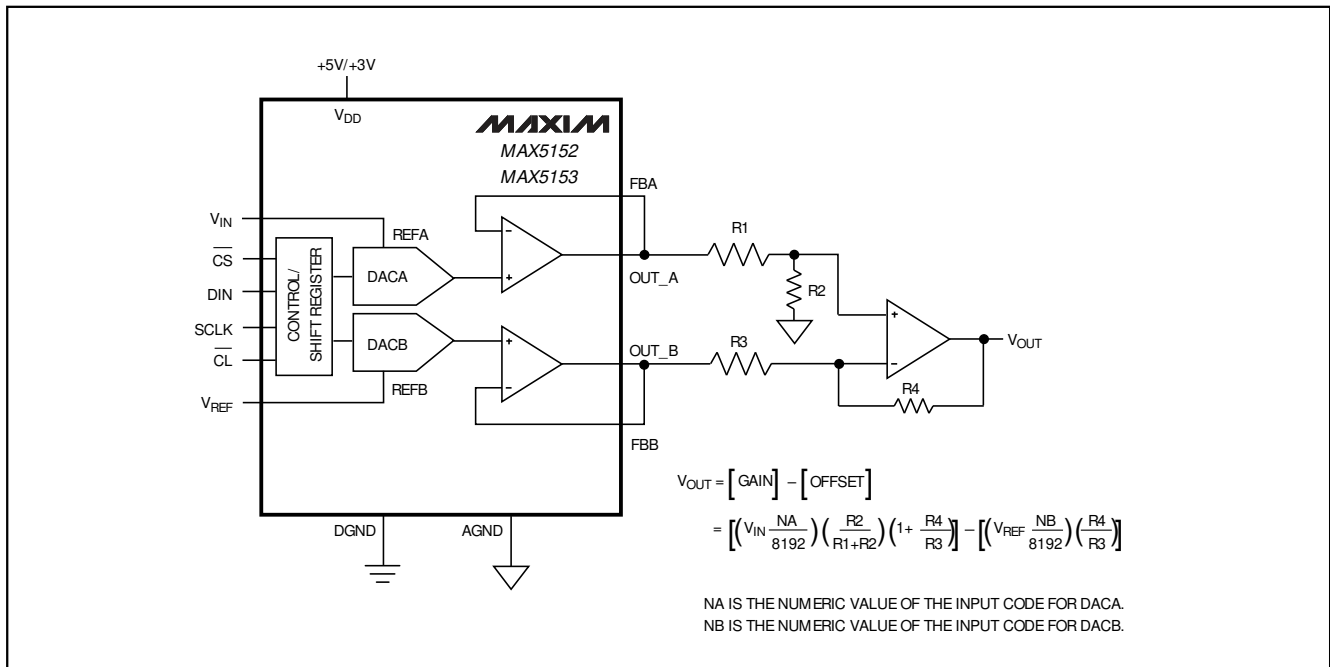 +5V/+3V
VDD
MAXIM
MAX5152
MAX5153
FBA
VIN
REFA
R1
CS
DACA
OUT_A
R2
DIN
CONTROL/
SHIFT REGISTER
SCLK
DACB
OUT_B
R3
VOUT
CL
REFB
R4
VREF
FBB
DGND
AGND
VOUT = [GAIN] – [OFFSET]
= [(VIN NA/8192)(R2/R1+R2)(1+ R4/R3)] – [(VREF NB/8192)(R4/R3)]
NA IS THE NUMERIC VALUE OF THE INPUT CODE FOR DACA.
NB IS THE NUMERIC VALUE OF THE INPUT CODE FOR DACB.